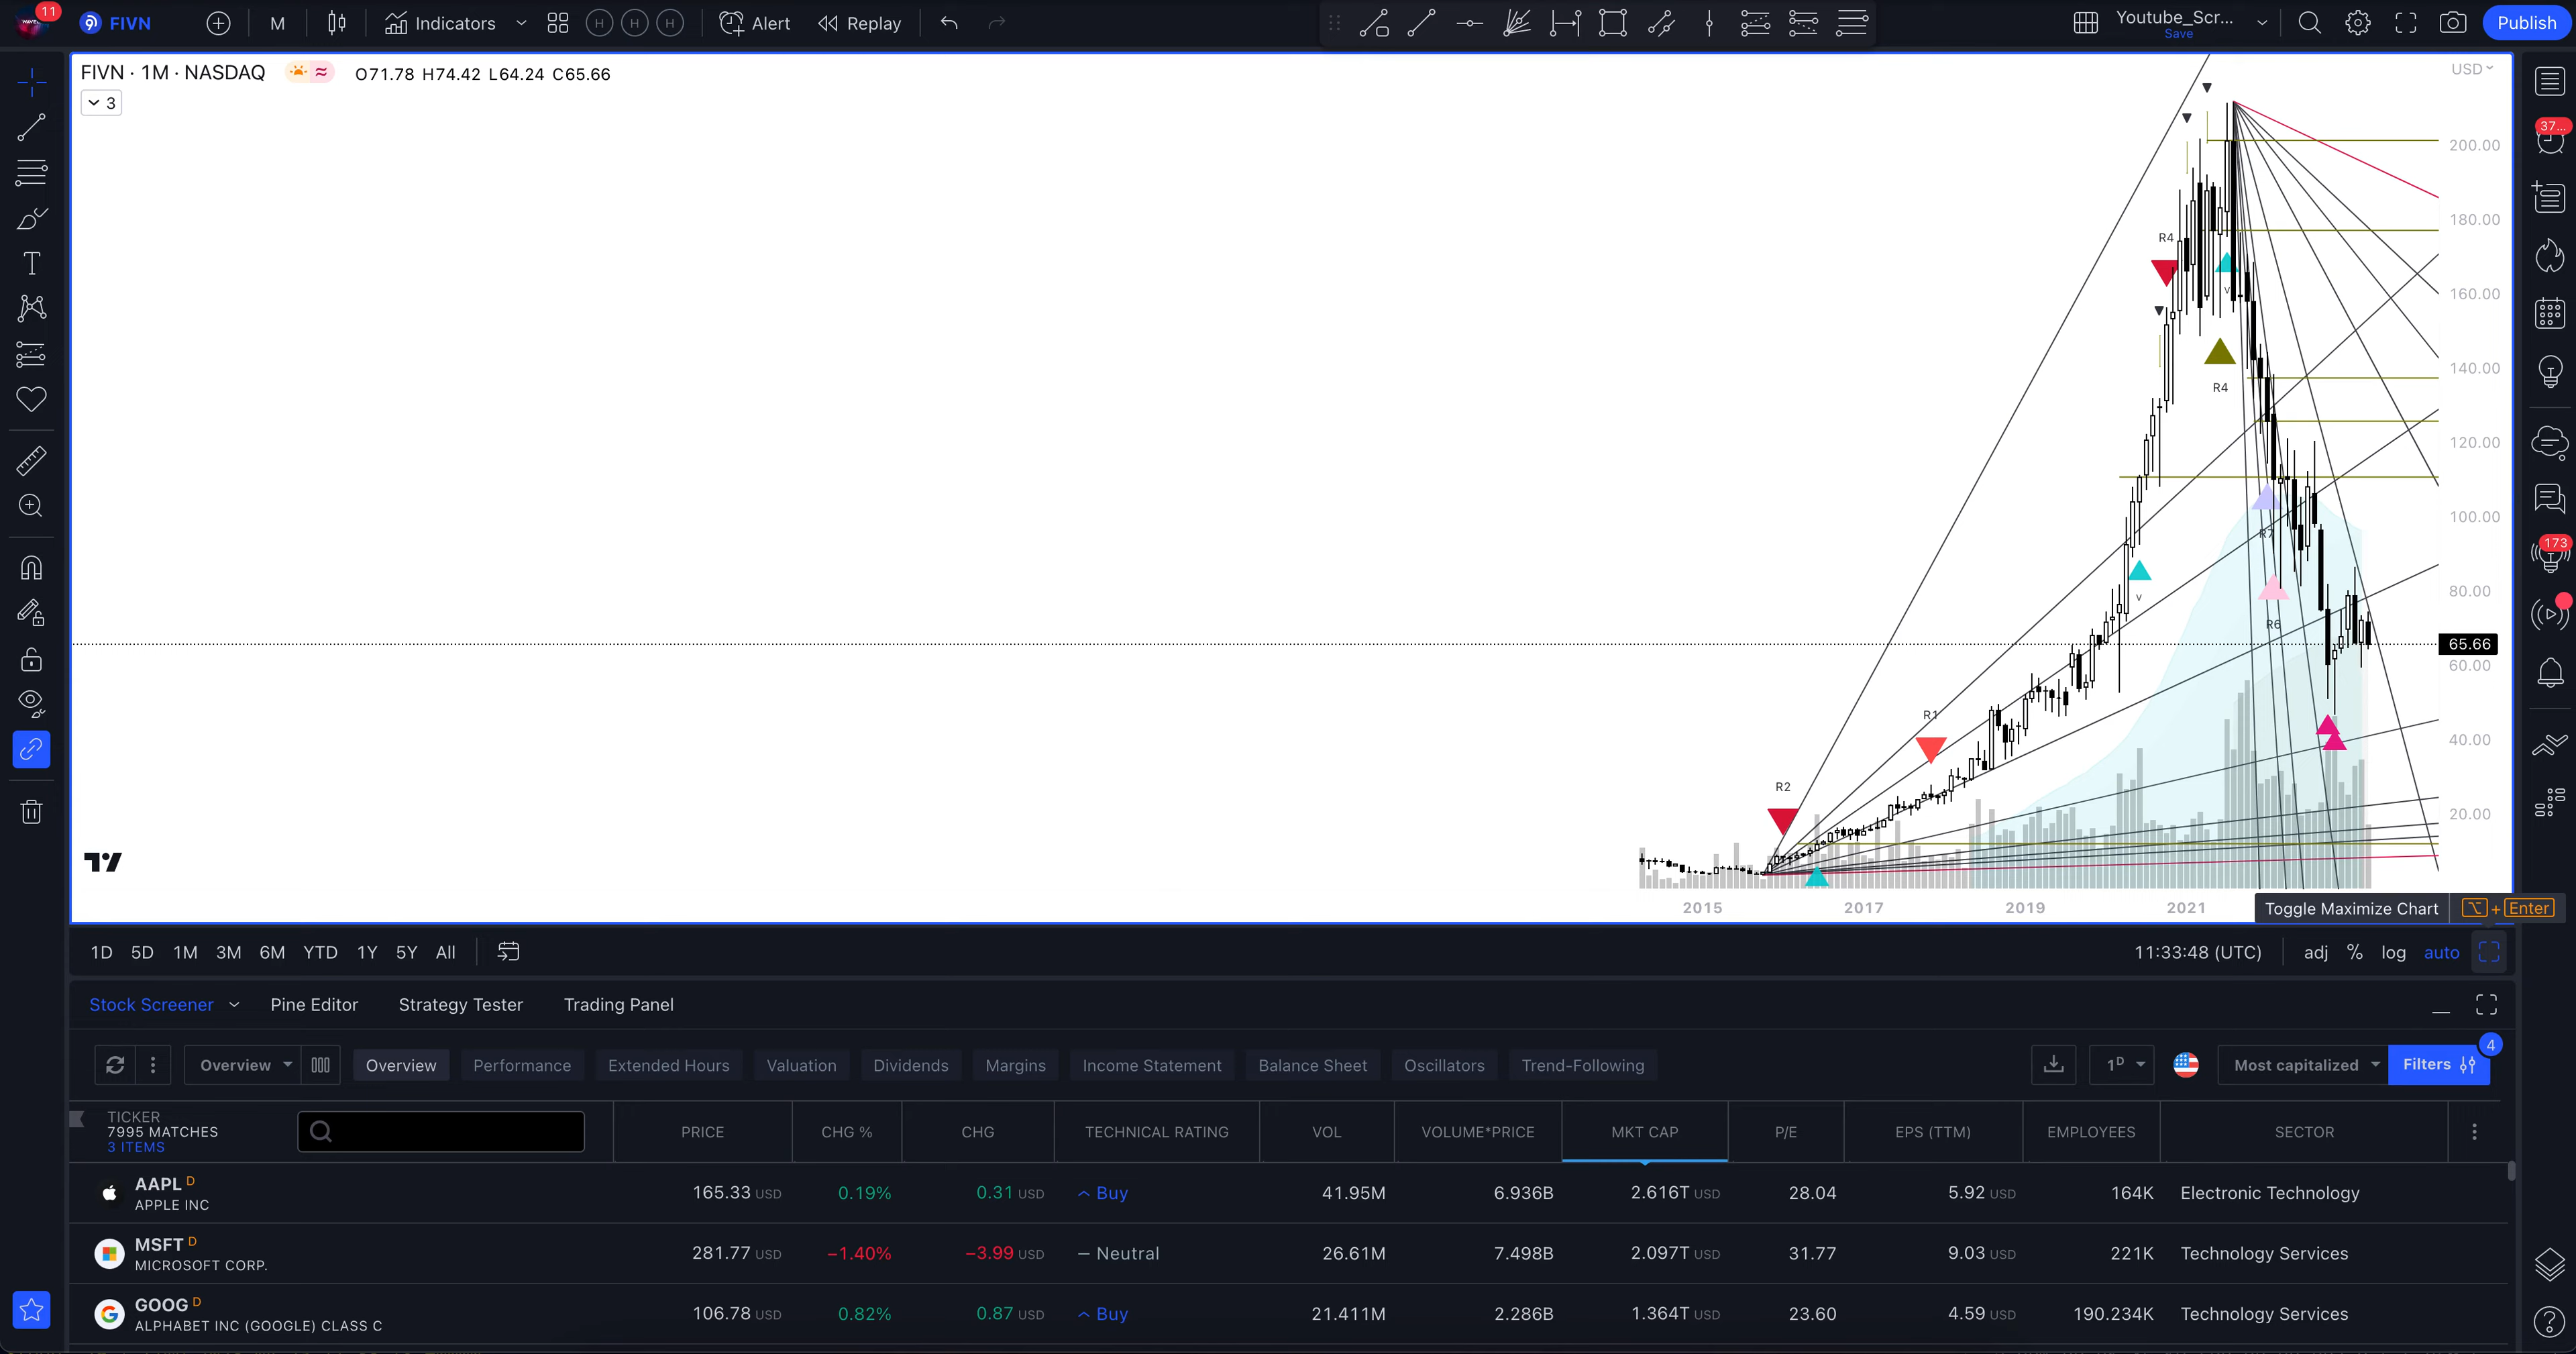 11
FIVN
M
Indicators
H H H
Alert
Replay
Youtube_Scr...
Save
Publish
FIVN · 1M · NASDAQ
O71.78 H74.42 L64.24 C65.66
3
USD
200.00
180.00
160.00
140.00
120.00
100.00
80.00
65.66
60.00
40.00
20.00
R4
v
R4
R7
v
R6
R1
R2
2015 2017 2019 2021
Toggle Maximize Chart ⌥ + Enter
37...
173
1D 5D 1M 3M 6M YTD 1Y 5Y All
11:33:48 (UTC) adj % log auto
Stock Screener Pine Editor Strategy Tester Trading Panel
Overview Overview Performance Extended Hours Valuation Dividends Margins Income Statement Balance Sheet Oscillators Trend-Following
1D Most capitalized Filters 4
TICKER
7995 MATCHES
3 ITEMS
PRICE CHG % CHG TECHNICAL RATING VOL VOLUME*PRICE MKT CAP P/E EPS (TTM) EMPLOYEES SECTOR
AAPL D 165.33 USD 0.19% 0.31 USD Buy 41.95M 6.936B 2.616T USD 28.04 5.92 USD 164K Electronic Technology
APPLE INC
MSFT D 281.77 USD −1.40% −3.99 USD — Neutral 26.61M 7.498B 2.097T USD 31.77 9.03 USD 221K Technology Services
MICROSOFT CORP.
GOOG D 106.78 USD 0.82% 0.87 USD Buy 21.411M 2.286B 1.364T USD 23.60 4.59 USD 190.234K Technology Services
ALPHABET INC (GOOGLE) CLASS C